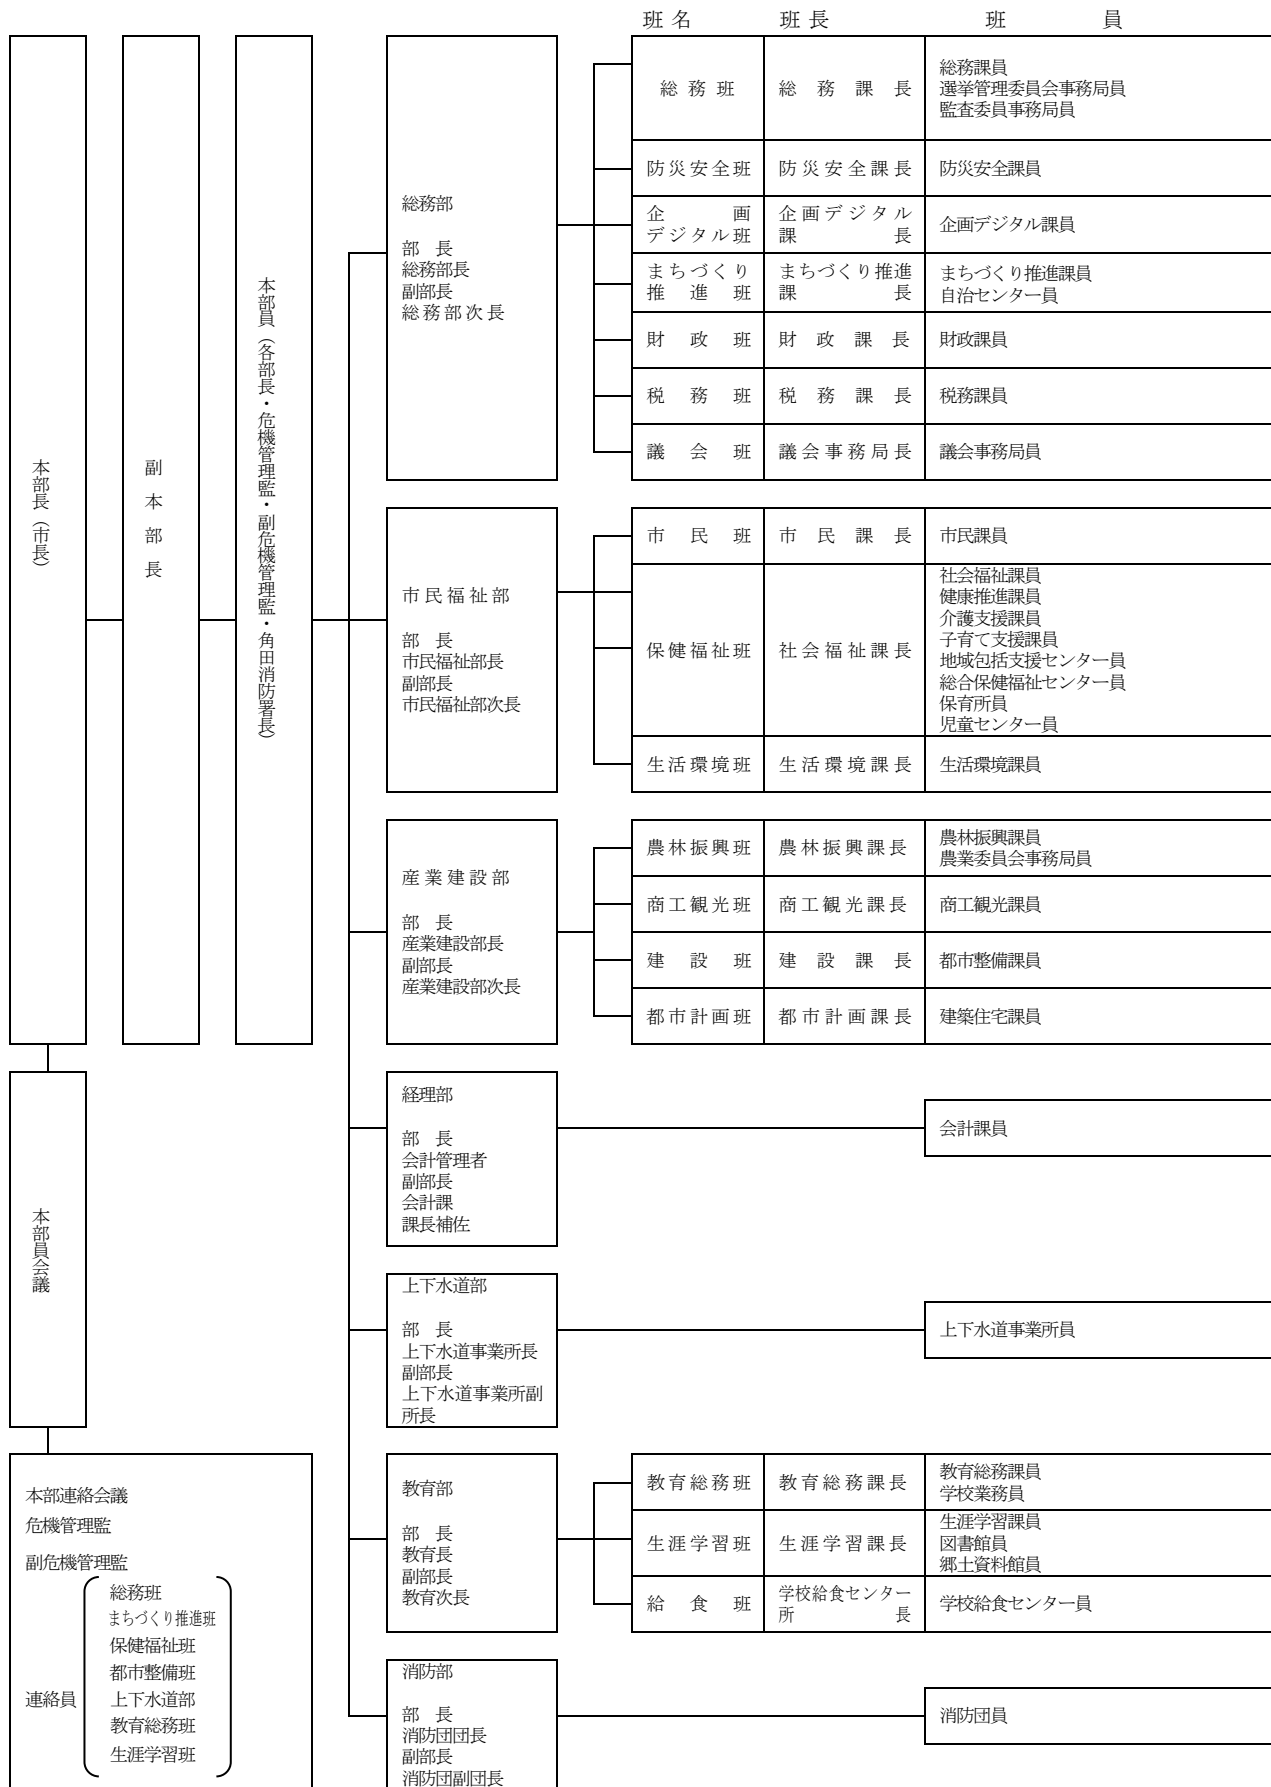 班名 班長 班員
本部長（市長）
副本部長
本部員（各部長・危機管理監・副危機管理監・角田消防署長）
総務部
部　長
総務部長
副部長
総務部次長
総務班 総務課長
総務課員
選挙管理委員会事務局員
監査委員事務局員
防災安全班 防災安全課長 防災安全課員
企画
デジタル班
企画デジタル
課長
企画デジタル課員
まちづくり
推進班
まちづくり推進
課長
まちづくり推進課員
自治センター員
財政班 財政課長 財政課員
税務班 税務課長 税務課員
議会班 議会事務局長 議会事務局員
市民福祉部
部　長
市民福祉部長
副部長
市民福祉部次長
市民班 市民課長 市民課員
保健福祉班 社会福祉課長
社会福祉課員
健康推進課員
介護支援課員
子育て支援課員
地域包括支援センター員
総合保健福祉センター員
保育所員
児童センター員
生活環境班 生活環境課長 生活環境課員
産業建設部
部　長
産業建設部長
副部長
産業建設部次長
農林振興班 農林振興課長
農林振興課員
農業委員会事務局員
商工観光班 商工観光課長 商工観光課員
建設班 建設課長 都市整備課員
都市計画班 都市計画課長 建築住宅課員
本部員会議
経理部
部　長
会計管理者
副部長
会計課
課長補佐
会計課員
上下水道部
部　長
上下水道事業所長
副部長
上下水道事業所副
所長
上下水道事業所員
教育部
部　長
教育長
副部長
教育次長
教育総務班 教育総務課長
教育総務課員
学校業務員
生涯学習班 生涯学習課長
生涯学習課員
図書館員
郷土資料館員
給食班
学校給食センター
所長
学校給食センター員
消防部
部　長
消防団団長
副部長
消防団副団長
消防団員
本部連絡会議
危機管理監
副危機管理監
連絡員
総務班
まちづくり推進班
保健福祉班
都市整備班
上下水道部
教育総務班
生涯学習班